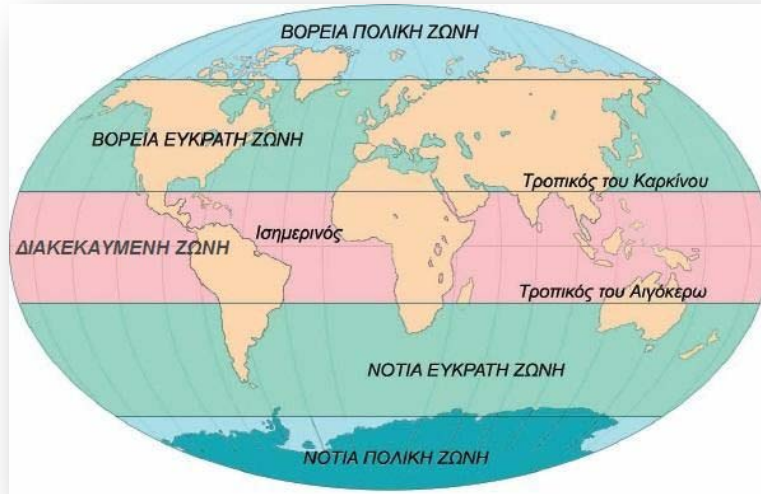 ΒΟΡΕΙΑ ΠΟΛΙΚΗ ΖΩΝΗ
ΒΟΡΕΙΑ ΕΥΚΡΑΤΗ ΖΩΝΗ
Τροπικός του Καρκίνου
Ισημερινός
ΔΙΑΚΕΚΑΥΜΕΝΗ ΖΩΝΗ
Τροπικός του Αιγόκερω
ΝΟΤΙΑ ΕΥΚΡΑΤΗ ΖΩΝΗ
ΝΟΤΙΑ ΠΟΛΙΚΗ ΖΩΝΗ